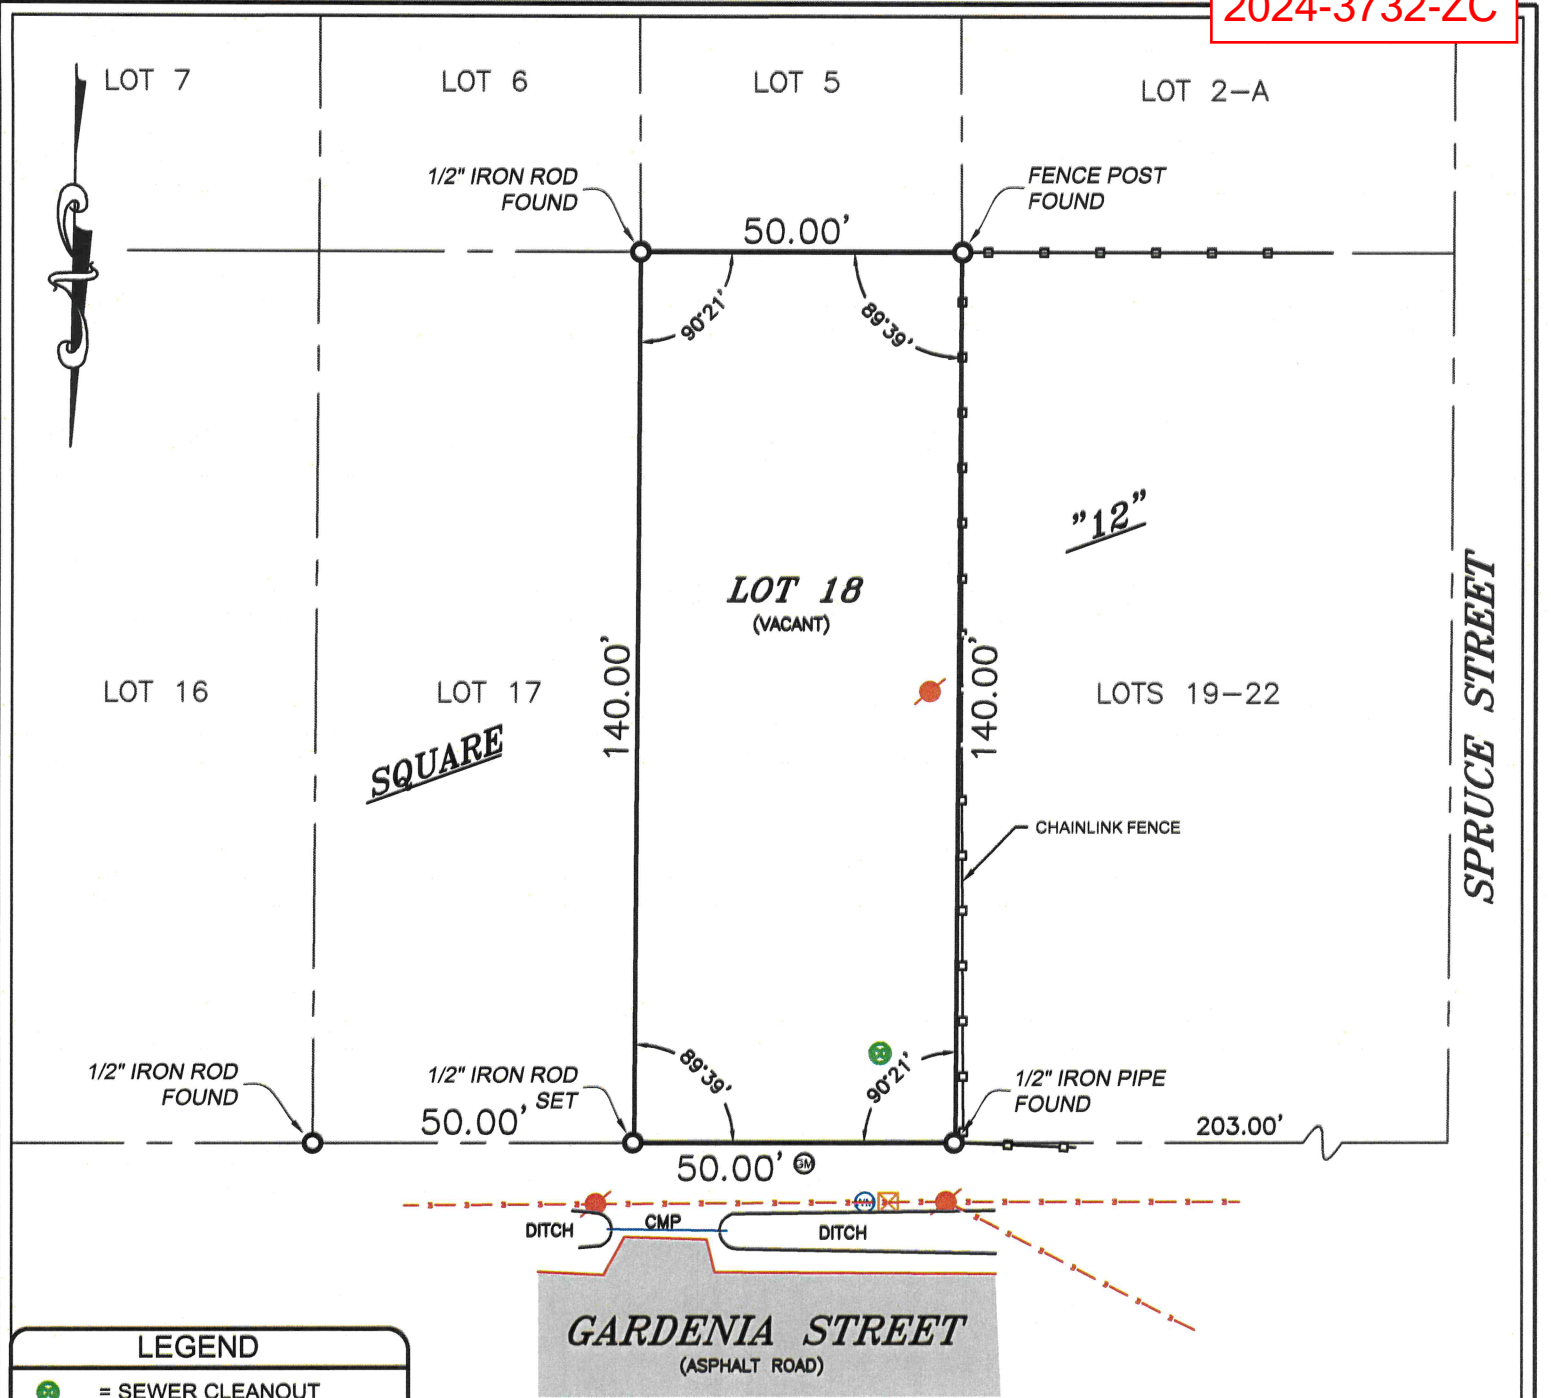 2024-3732-ZC
LOT 7
LOT 6
LOT 5
LOT 2-A
1/2" IRON ROD
FOUND
FENCE POST
FOUND
50.00'
90°21'
89°39'
"12"
LOT 18
(VACANT)
140.00'
140.00'
LOT 16
LOT 17
LOTS 19-22
SQUARE
SPRUCE STREET
CHAINLINK FENCE
89°39'
90°21'
1/2" IRON ROD
FOUND
1/2" IRON ROD
SET
1/2" IRON PIPE
FOUND
50.00'
203.00'
50.00'
GM
DITCH
CMP
DITCH
GARDENIA STREET
(ASPHALT ROAD)
LEGEND
= SEWER CLEANOUT